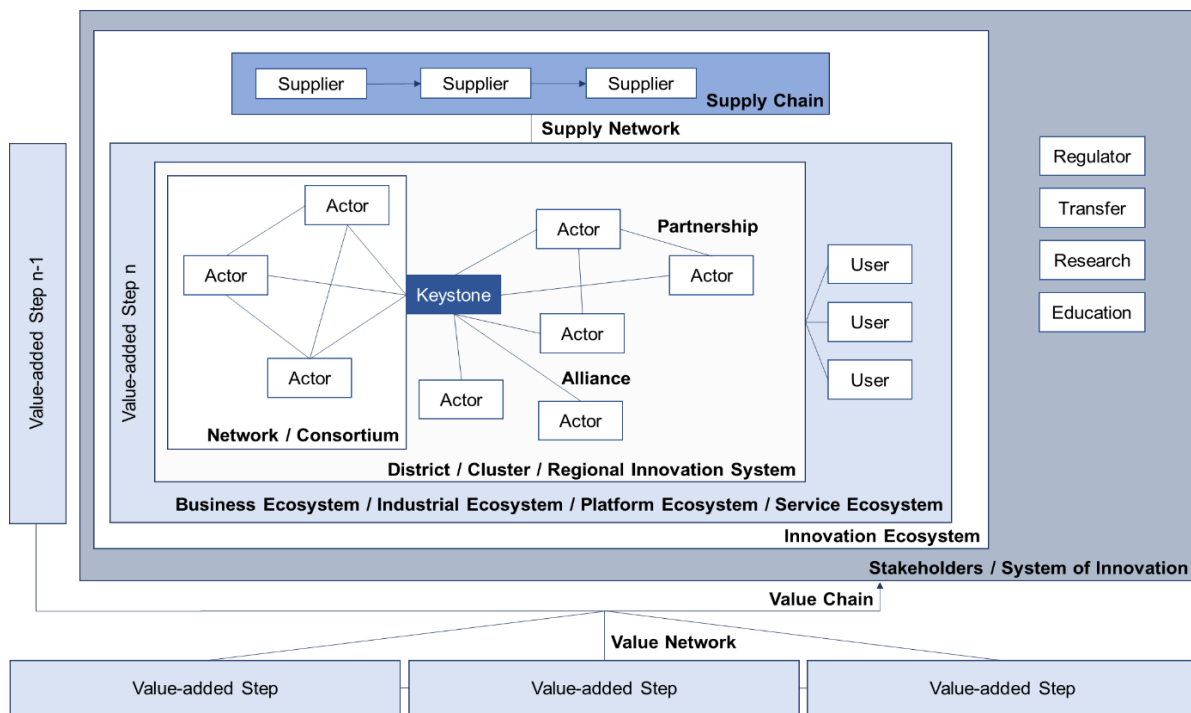 Supplier
Supplier
Supplier
Supply Chain
Supply Network
Value-added Step n-1
Value-added Step n
Actor
Actor
Actor
Network / Consortium
Keystone
Actor
Partnership
Actor
Actor
Alliance
Actor
Actor
District / Cluster / Regional Innovation System
User
User
User
Business Ecosystem / Industrial Ecosystem / Platform Ecosystem / Service Ecosystem
Innovation Ecosystem
Regulator
Transfer
Research
Education
Stakeholders / System of Innovation
Value Chain
Value Network
Value-added Step
Value-added Step
Value-added Step